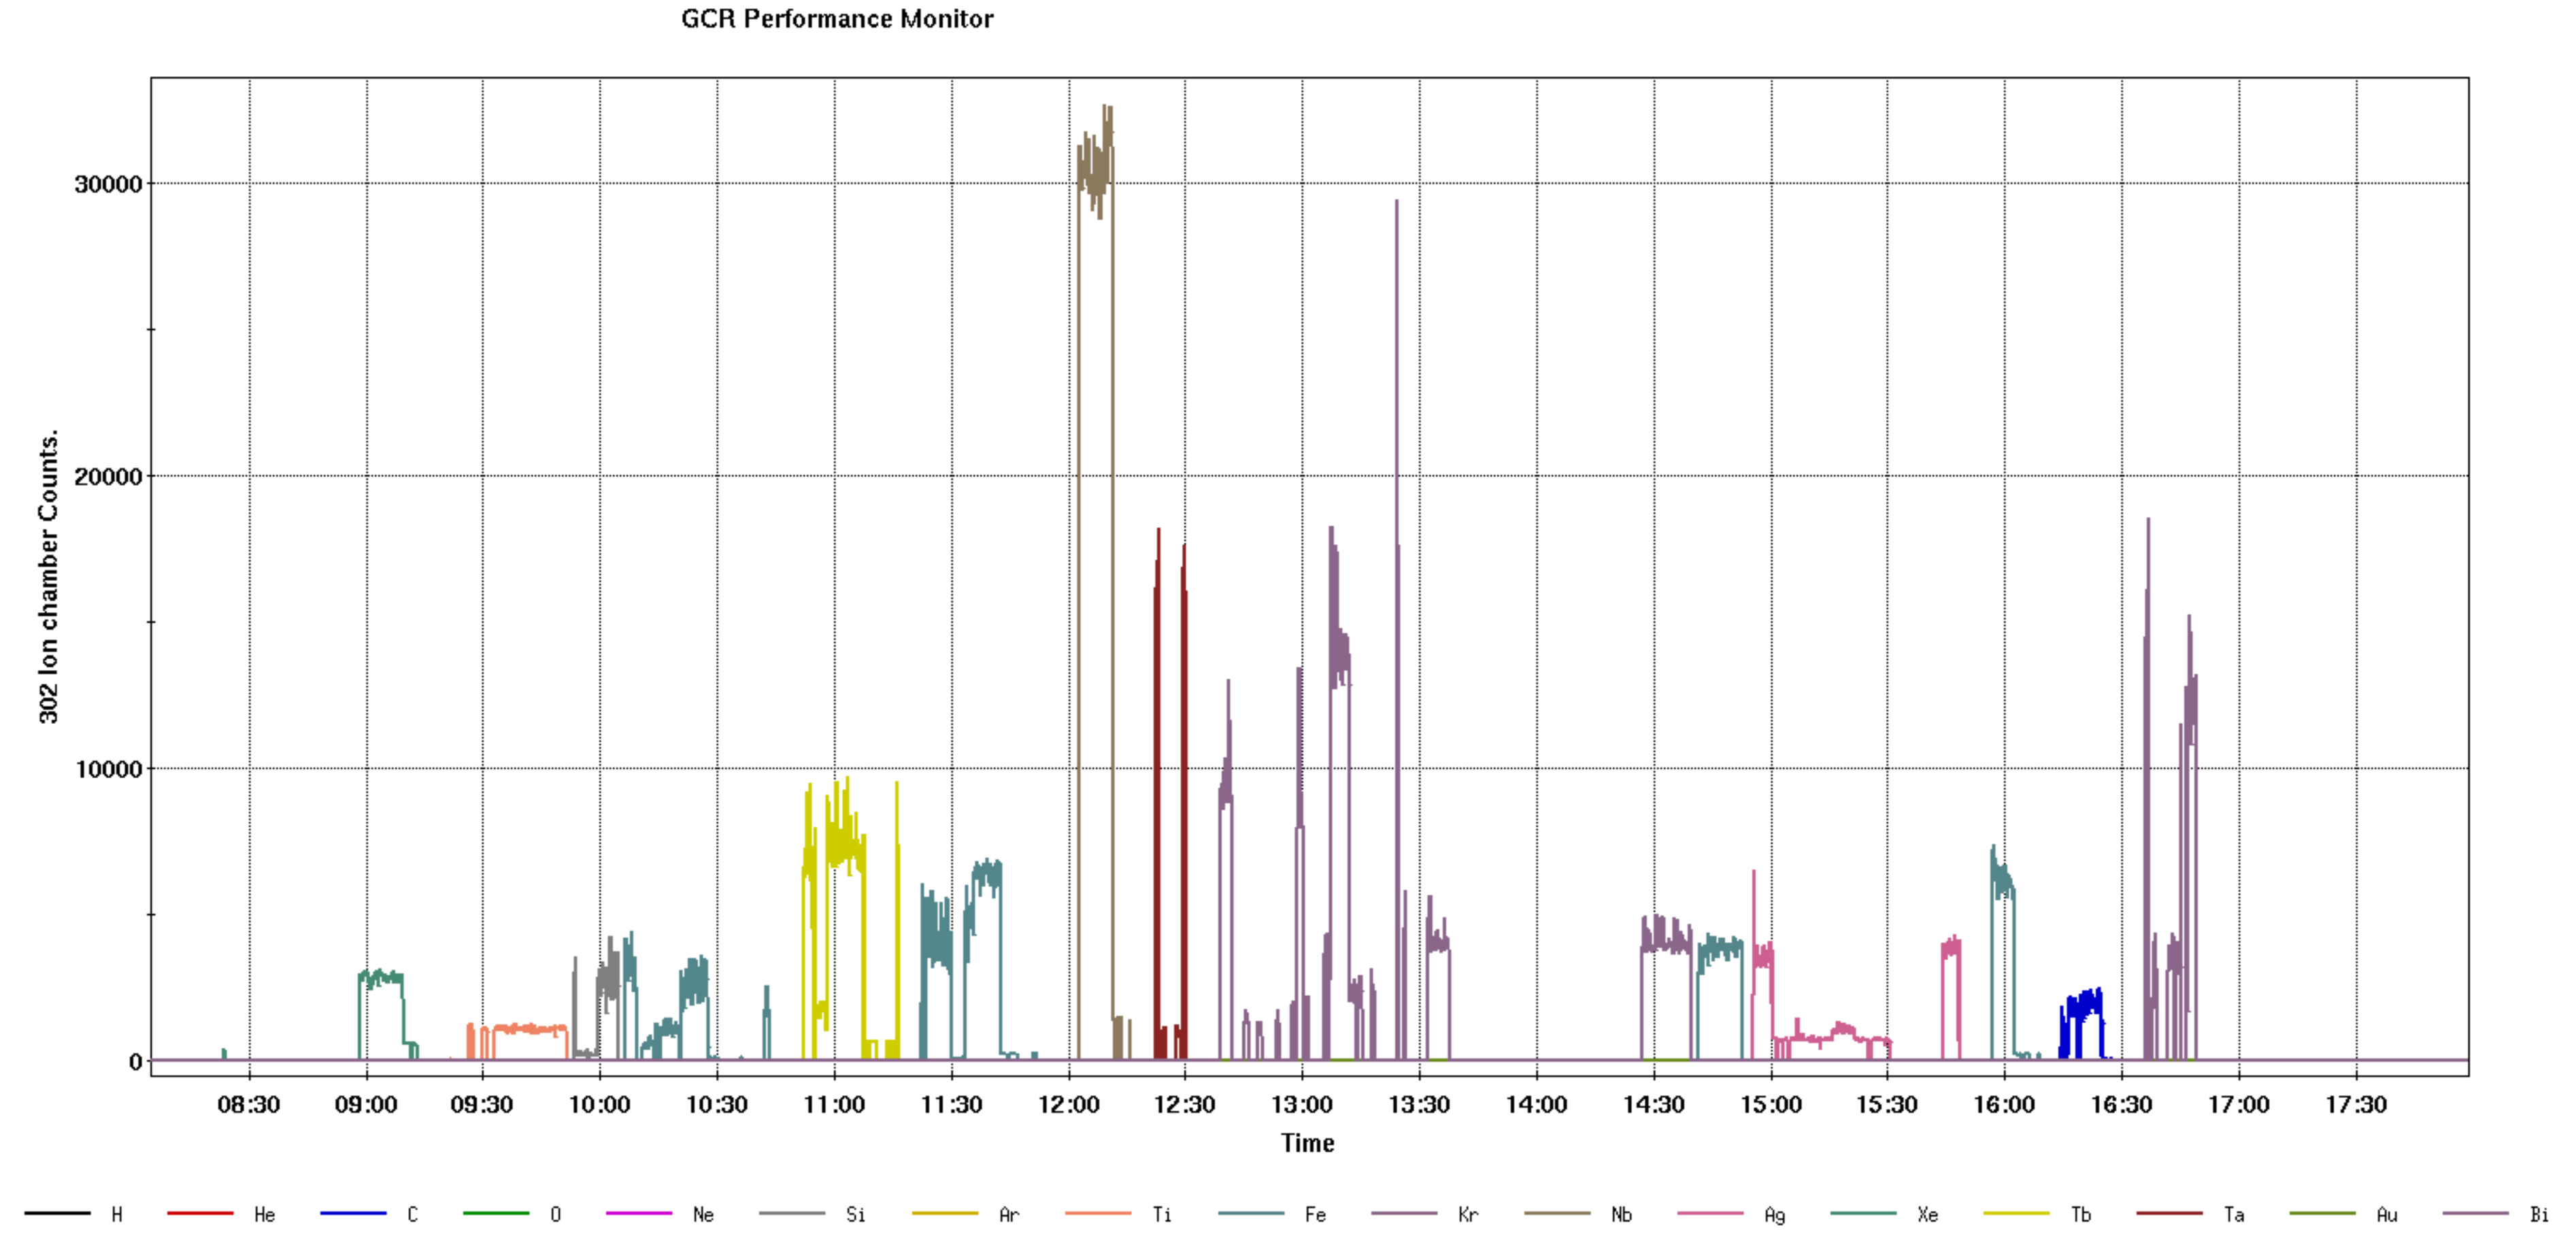 GCR Performance Monitor
30000
20000
10000
0
302 Ion chamber Counts.
08:30 09:00 09:30 10:00 10:30 11:00 11:30 12:00 12:30 13:00 13:30 14:00 14:30 15:00 15:30 16:00 16:30 17:00 17:30
Time
H He C O Ne Si Ar Ti Fe Kr Nb Ag Xe Tb Ta Au Bi